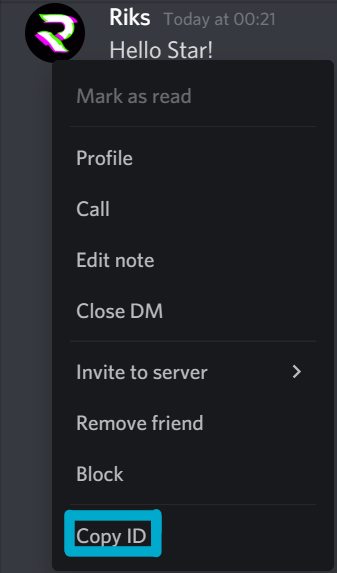 Riks Today at 00:21
Hello Star!
Mark as read
Profile
Call
Edit note
Close DM
Invite to server
Remove friend
Block
Copy ID